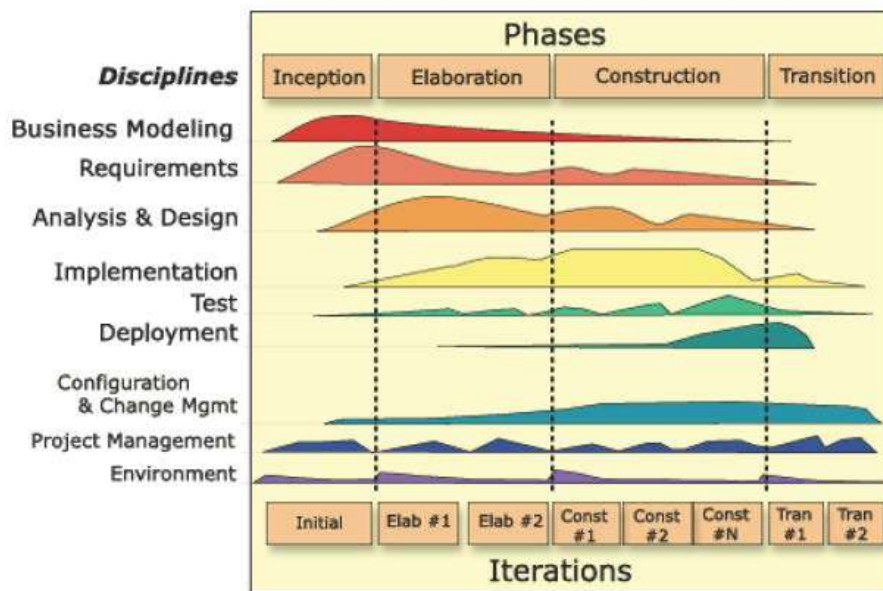 Phases
Disciplines
Inception
Elaboration
Construction
Transition
Business Modeling
Requirements
Analysis & Design
Implementation
Test
Deployment
Configuration
& Change Mgmt
Project Management
Environment
Initial
Elab #1
Elab #2
Const
#1
Const
#2
Const
#N
Tran
#1
Tran
#2
Iterations